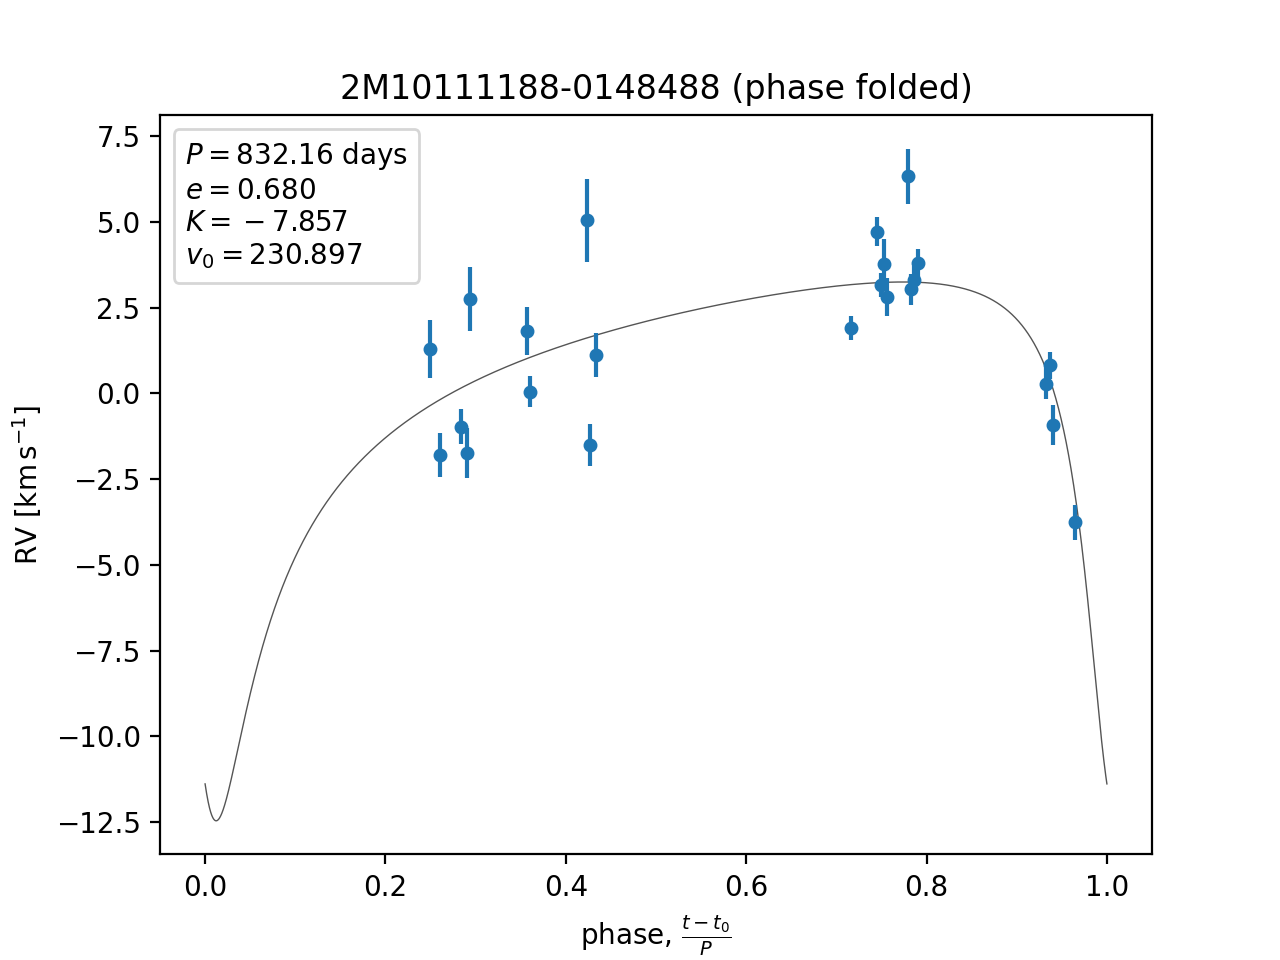 2M10111188-0148488 (phase folded)
P = 832.16 days
e = 0.680
K = −7.857
v₀ = 230.897
7.5
5.0
2.5
0.0
−2.5
−5.0
−7.5
−10.0
−12.5
RV [km s⁻¹]
0.0 0.2 0.4 0.6 0.8 1.0
phase, (t − t₀)/P